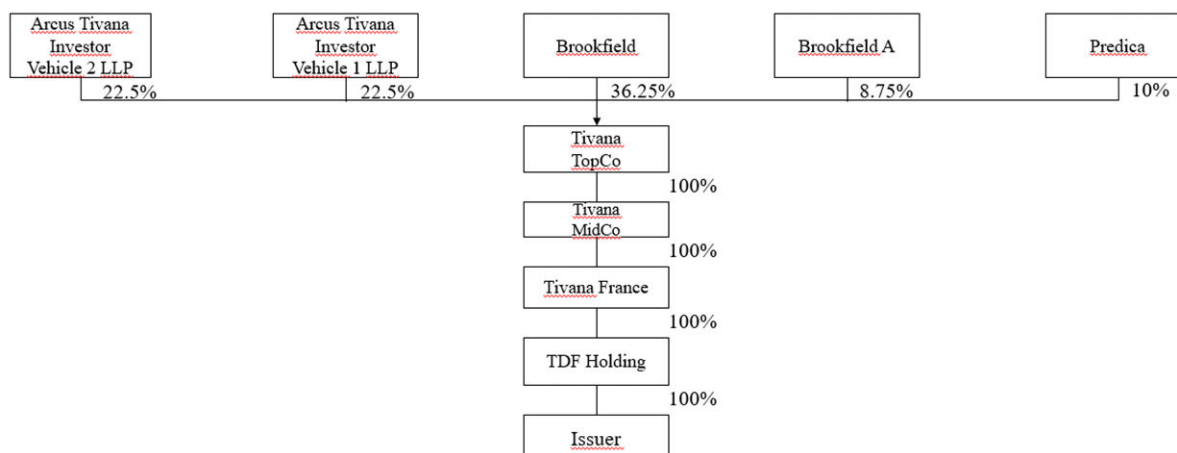 Arcus Tivana
Investor
Vehicle 2 LLP
Arcus Tivana
Investor
Vehicle 1 LLP
Brookfield
Brookfield A
Predica
22.5%
22.5%
36.25%
8.75%
10%
Tivana
TopCo
100%
Tivana
MidCo
100%
Tivana France
100%
TDF Holding
100%
Issuer